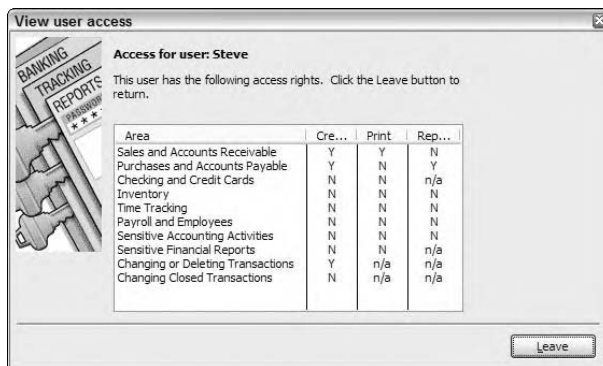 View user access
BANKING
TRACKING
REPORTS
PASSWOR
* * * *
Access for user: Steve
This user has the following access rights. Click the Leave button to
return.
Area Cre... Print Rep...
Sales and Accounts Receivable Y Y N
Purchases and Accounts Payable Y N Y
Checking and Credit Cards N N n/a
Inventory N N N
Time Tracking N N N
Payroll and Employees N N N
Sensitive Accounting Activities N N N
Sensitive Financial Reports N N n/a
Changing or Deleting Transactions Y n/a n/a
Changing Closed Transactions N n/a n/a
Leave